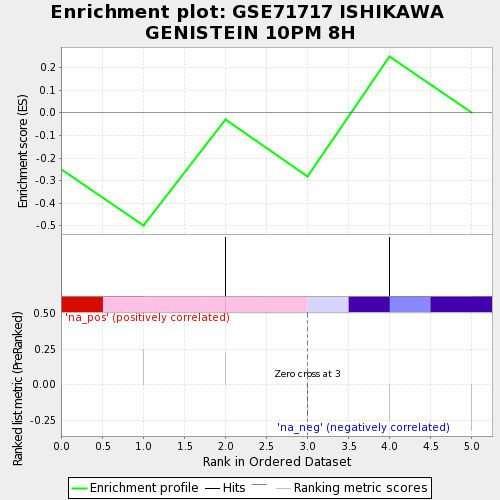 Enrichment plot: GSE71717 ISHIKAWA
GENISTEIN 10PM 8H
Enrichment score (ES)
0.2
0.1
0.0
-0.1
-0.2
-0.3
-0.4
-0.5
Ranked list metric (PreRanked)
0.50
0.25
0.00
-0.25
'na_pos' (positively correlated)
Zero cross at 3
'na_neg' (negatively correlated)
0.0 0.5 1.0 1.5 2.0 2.5 3.0 3.5 4.0 4.5 5.0
Rank in Ordered Dataset
Enrichment profile Hits Ranking metric scores